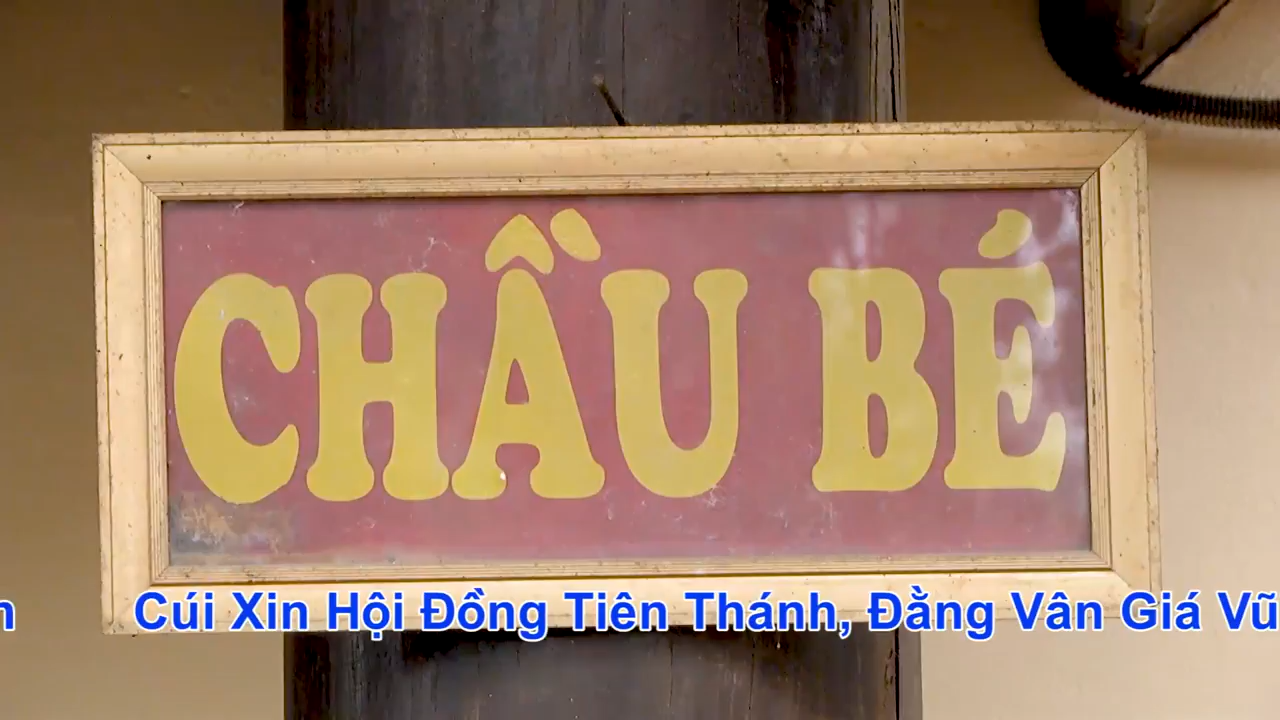 CHẦU BÉ
Cúi Xin Hội Đồng Tiên Thánh, Đằng Vân Giá Vũ